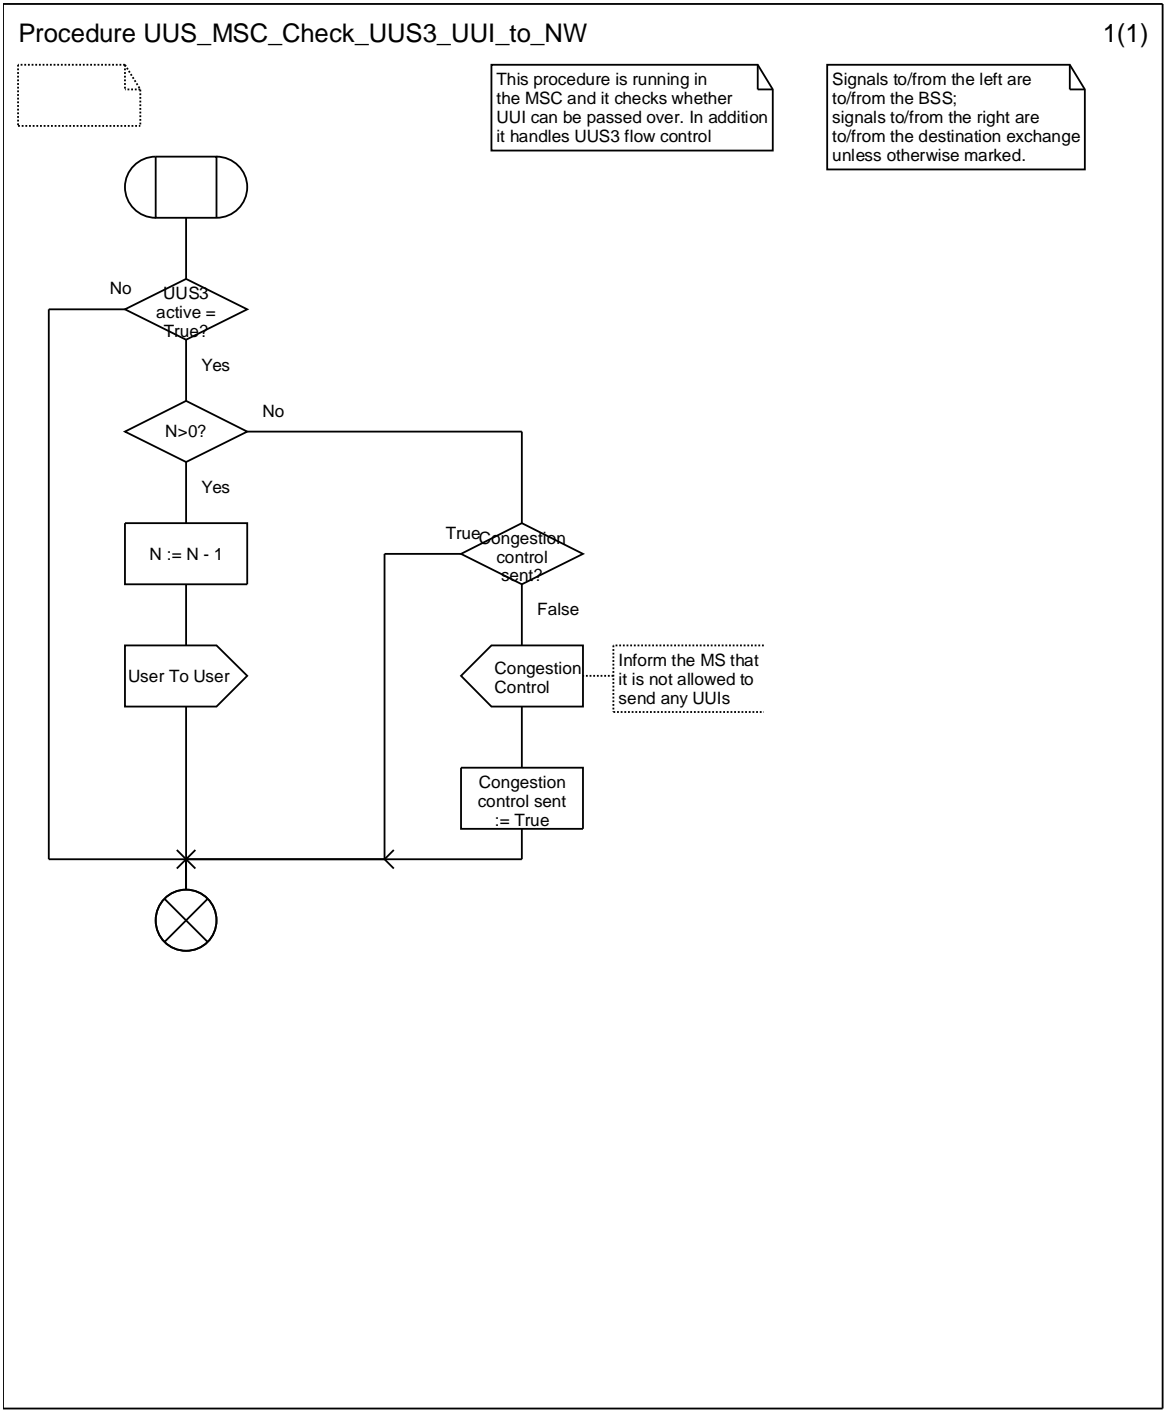 Procedure UUS_MSC_Check_UUS3_UUI_to_NW
1(1)
This procedure is running in
the MSC and it checks whether
UUI can be passed over. In addition
it handles UUS3 flow control
Signals to/from the left are
to/from the BSS;
signals to/from the right are
to/from the destination exchange
unless otherwise marked.
No
UUS3
active =
True?
Yes
No
N>0?
Yes
N := N - 1
True
Congestion
control
sent?
False
User To User
Congestion
Control
Inform the MS that
it is not allowed to
send any UUIs
Congestion
control sent
:= True